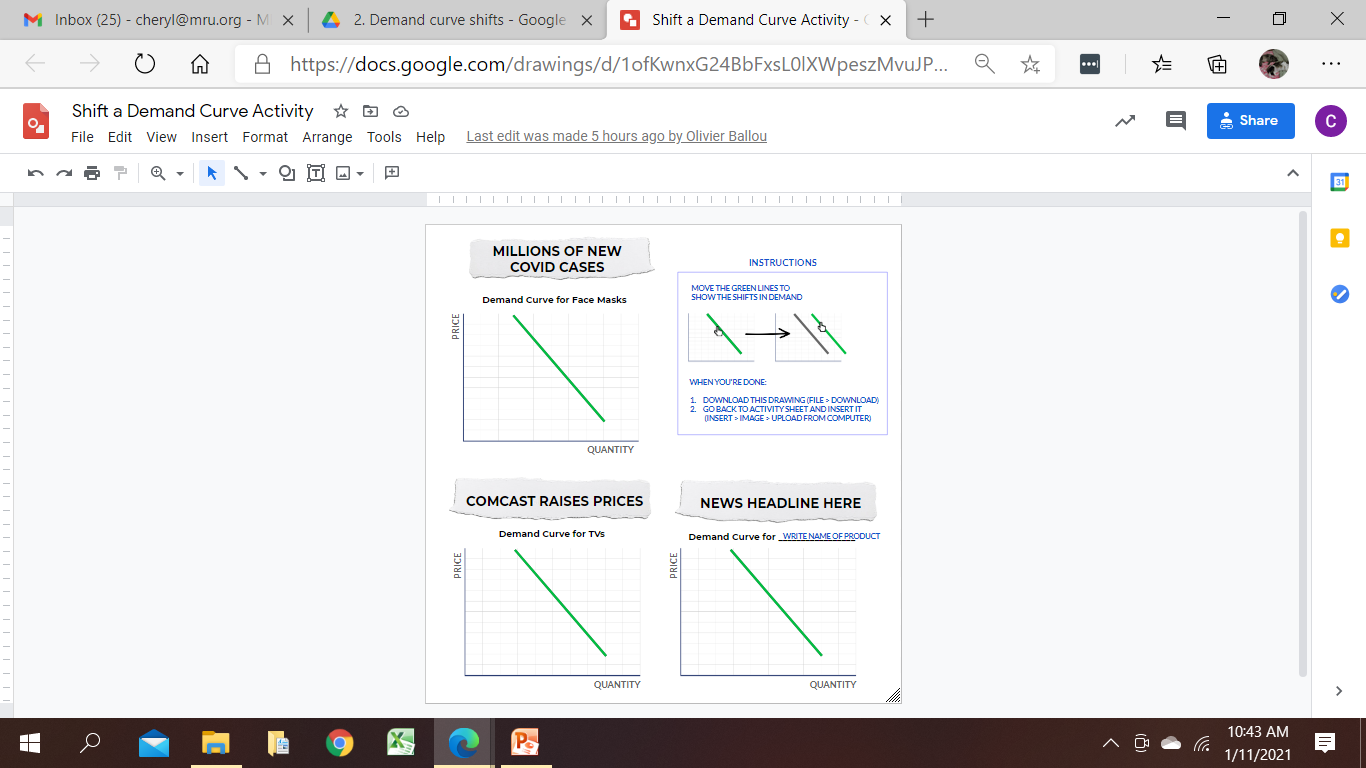 Inbox (25) - cheryl@mru.org - M
2. Demand curve shifts - Google
Shift a Demand Curve Activity -
https://docs.google.com/drawings/d/1ofKwnxG24BbFxsL0lXWpeszMvuJP...
Shift a Demand Curve Activity
File Edit View Insert Format Arrange Tools Help Last edit was made 5 hours ago by Olivier Ballou
Share
C
31
MILLIONS OF NEW
COVID CASES
Demand Curve for Face Masks
PRICE
QUANTITY
INSTRUCTIONS
MOVE THE GREEN LINES TO
SHOW THE SHIFTS IN DEMAND
WHEN YOU'RE DONE:
1. DOWNLOAD THIS DRAWING (FILE > DOWNLOAD)
2. GO BACK TO ACTIVITY SHEET AND INSERT IT
(INSERT > IMAGE > UPLOAD FROM COMPUTER)
COMCAST RAISES PRICES
Demand Curve for TVs
PRICE
QUANTITY
NEWS HEADLINE HERE
Demand Curve for WRITE NAME OF PRODUCT
PRICE
QUANTITY
10:43 AM
1/11/2021